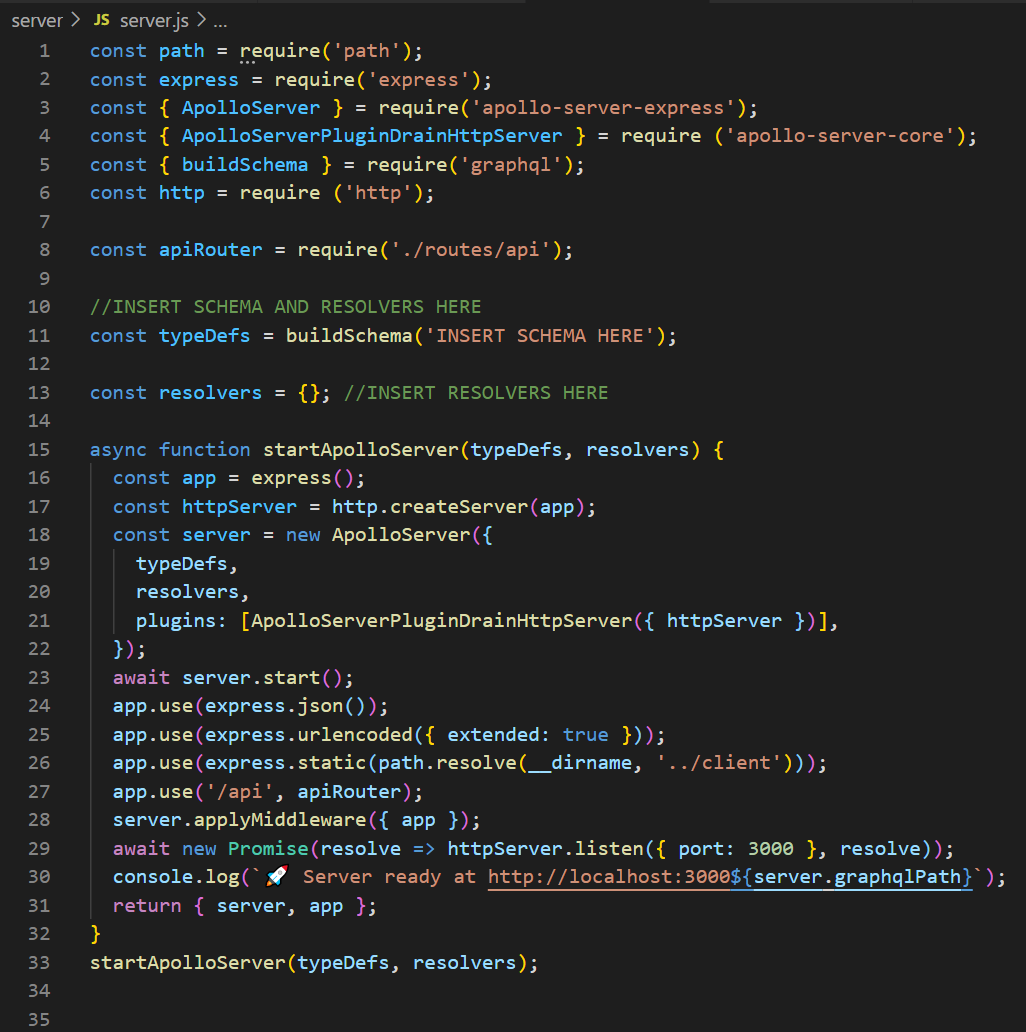 server > JS server.js > ...
1 const path = require('path');
2 const express = require('express');
3 const { ApolloServer } = require('apollo-server-express');
4 const { ApolloServerPluginDrainHttpServer } = require ('apollo-server-core');
5 const { buildSchema } = require('graphql');
6 const http = require ('http');
7
8 const apiRouter = require('./routes/api');
9
10 //INSERT SCHEMA AND RESOLVERS HERE
11 const typeDefs = buildSchema('INSERT SCHEMA HERE');
12
13 const resolvers = {}; //INSERT RESOLVERS HERE
14
15 async function startApolloServer(typeDefs, resolvers) {
16   const app = express();
17   const httpServer = http.createServer(app);
18   const server = new ApolloServer({
19     typeDefs,
20     resolvers,
21     plugins: [ApolloServerPluginDrainHttpServer({ httpServer })],
22   });
23   await server.start();
24   app.use(express.json());
25   app.use(express.urlencoded({ extended: true }));
26   app.use(express.static(path.resolve(__dirname, '../client')));
27   app.use('/api', apiRouter);
28   server.applyMiddleware({ app });
29   await new Promise(resolve => httpServer.listen({ port: 3000 }, resolve));
30   console.log(`🚀 Server ready at http://localhost:3000${server.graphqlPath}`);
31   return { server, app };
32 }
33 startApolloServer(typeDefs, resolvers);
34
35